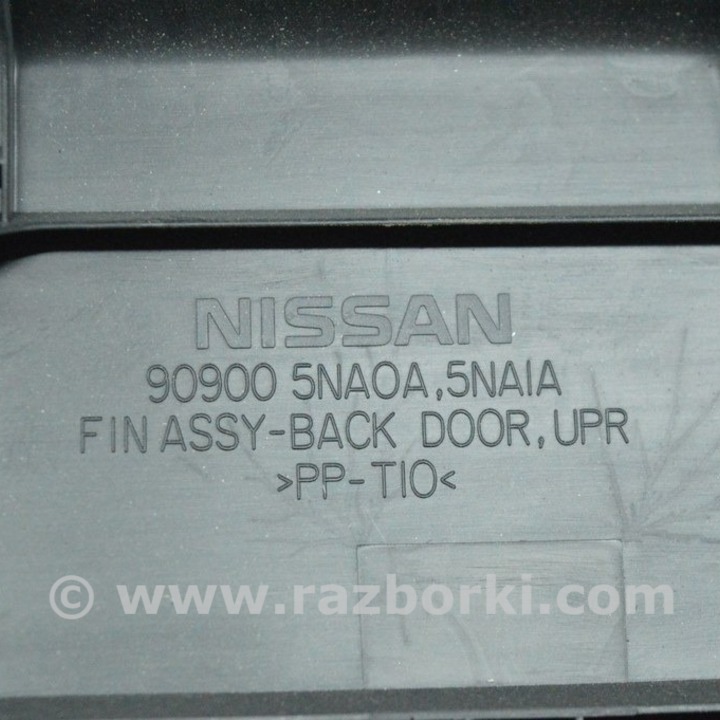 NISSAN
90900 5NA0A,5NA1A
FIN ASSY-BACK DOOR,UPR
>PP-T10<
© www.razborki.com